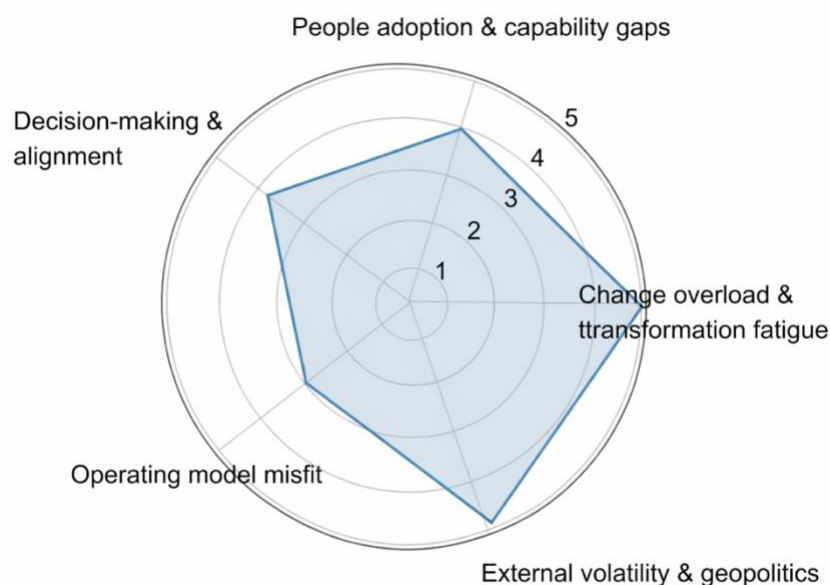 People adoption & capability gaps
Decision-making &
alignment
5
4
3
2
1
Change overload &
ttransformation fatigue
Operating model misfit
External volatility & geopolitics